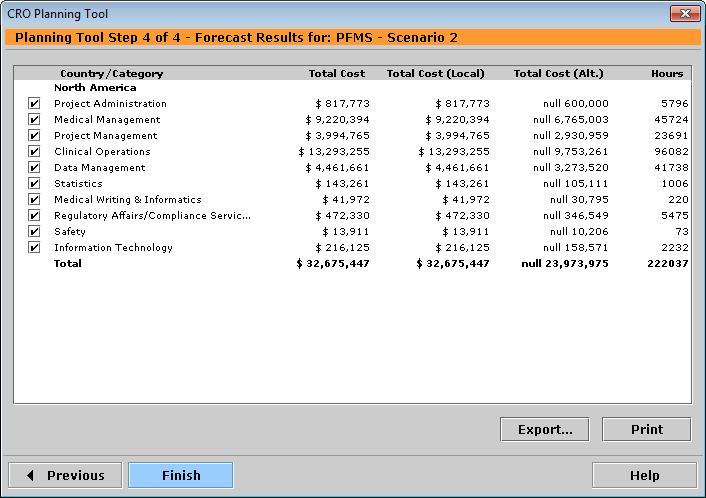 CRO Planning Tool
Planning Tool Step 4 of 4 - Forecast Results for: PFMS - Scenario 2
Country/Category Total Cost Total Cost (Local) Total Cost (Alt.) Hours
North America
Project Administration $ 817,773 $ 817,773 null 600,000 5796
Medical Management $ 9,220,394 $ 9,220,394 null 6,765,003 45724
Project Management $ 3,994,765 $ 3,994,765 null 2,930,959 23691
Clinical Operations $ 13,293,255 $ 13,293,255 null 9,753,261 96082
Data Management $ 4,461,661 $ 4,461,661 null 3,273,520 41738
Statistics $ 143,261 $ 143,261 null 105,111 1006
Medical Writing & Informatics $ 41,972 $ 41,972 null 30,795 220
Regulatory Affairs/Compliance Servic... $ 472,330 $ 472,330 null 346,549 5475
Safety $ 13,911 $ 13,911 null 10,206 73
Information Technology $ 216,125 $ 216,125 null 158,571 2232
Total $ 32,675,447 $ 32,675,447 null 23,973,975 222037
Export... Print
Previous Finish Help